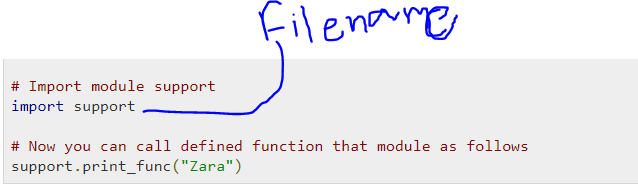 Filename
# Import module support
import support
# Now you can call defined function that module as follows
support.print_func("Zara")